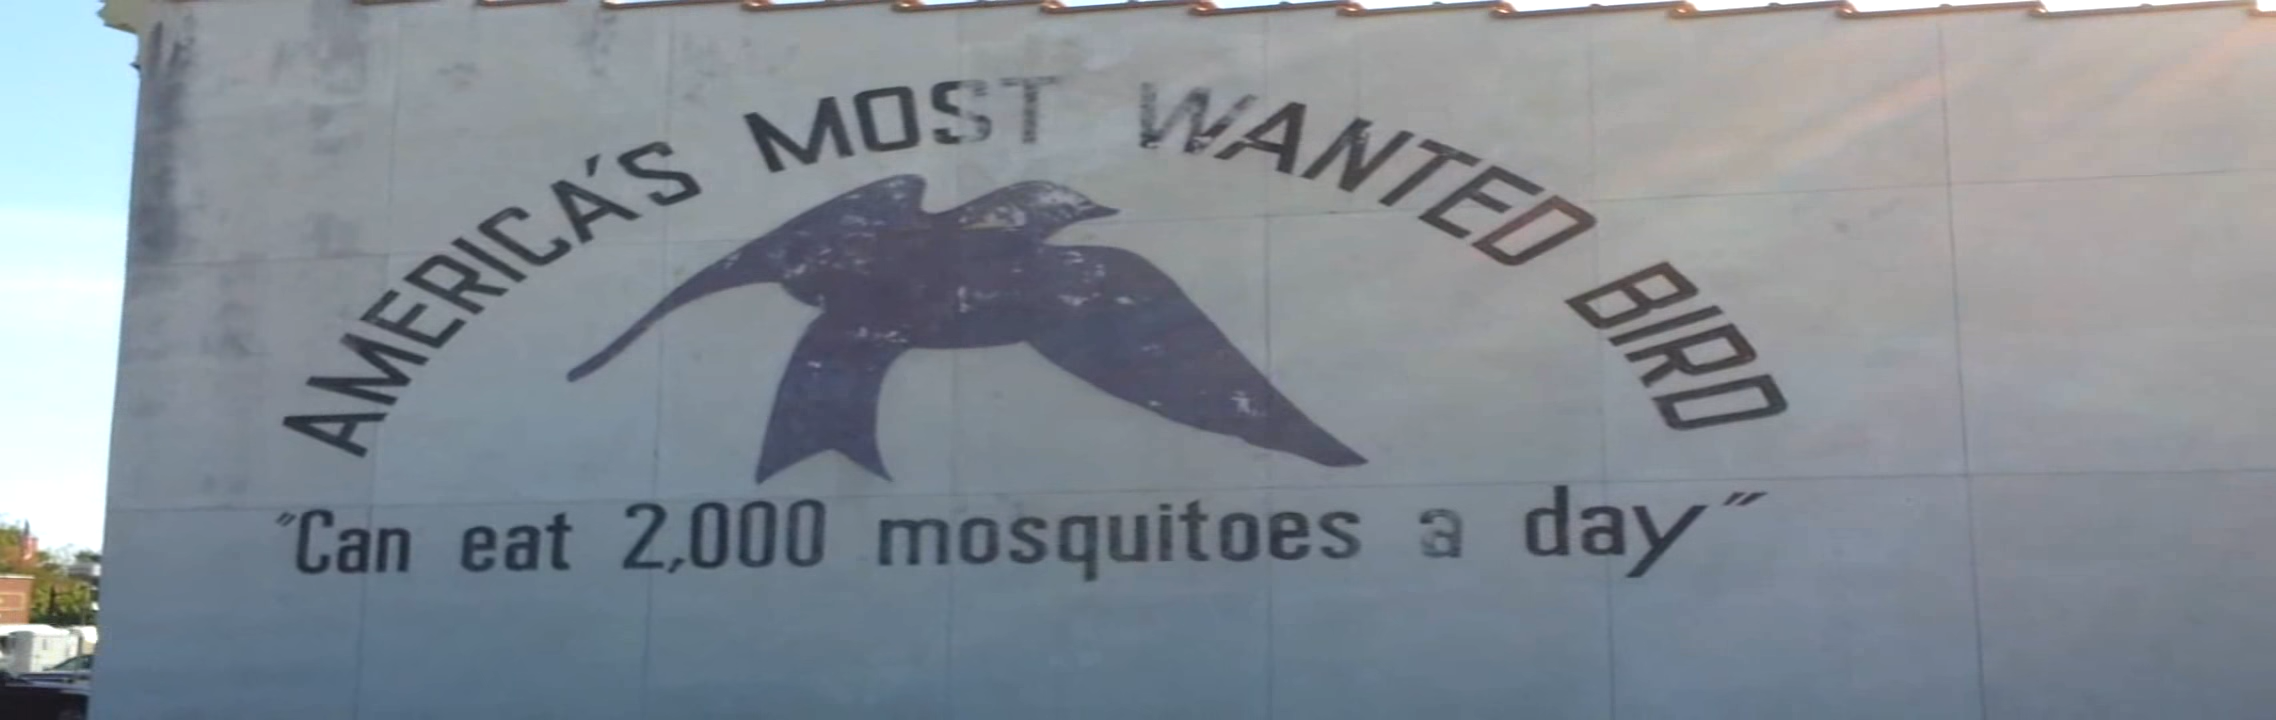 AMERICA'S MOST WANTED BIRD
"Can eat 2,000 mosquitoes a day"